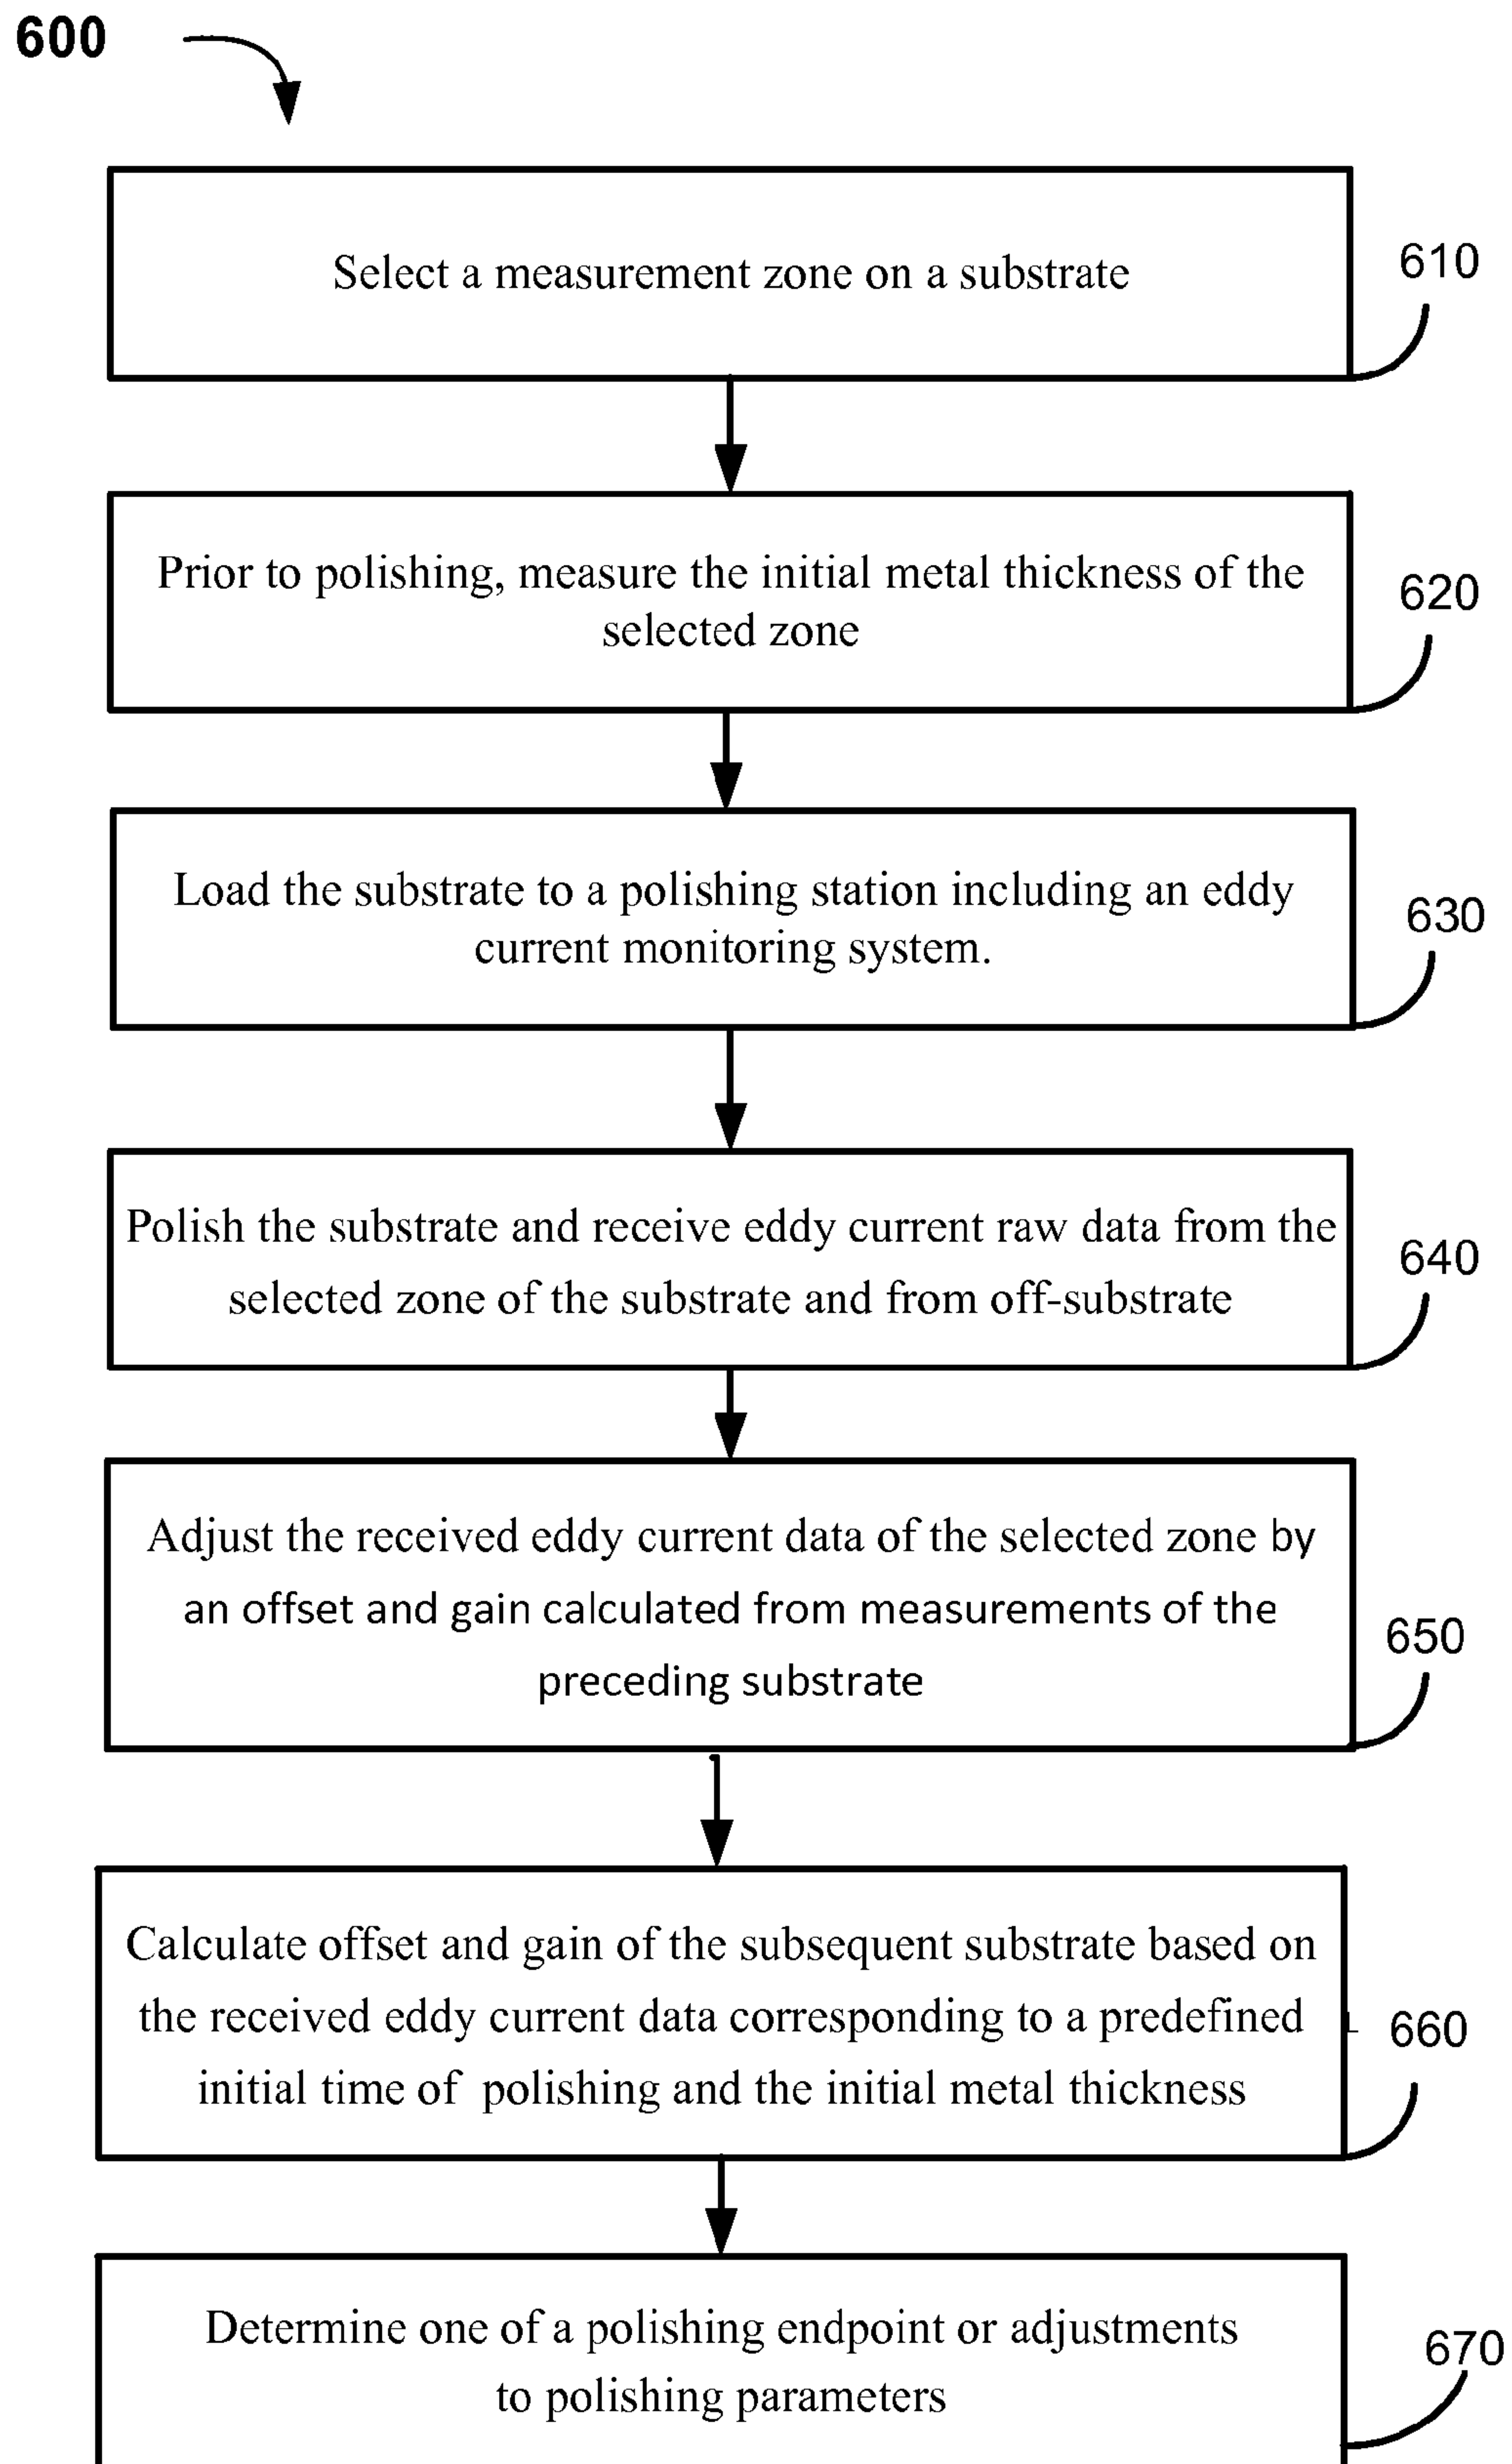 600
Select a measurement zone on a substrate
610
Prior to polishing, measure the initial metal thickness of the
selected zone
620
Load the substrate to a polishing station including an eddy
current monitoring system.
630
Polish the substrate and receive eddy current raw data from the
selected zone of the substrate and from off-substrate
640
Adjust the received eddy current data of the selected zone by
an offset and gain calculated from measurements of the
preceding substrate
650
Calculate offset and gain of the subsequent substrate based on
the received eddy current data corresponding to a predefined
initial time of polishing and the initial metal thickness
660
Determine one of a polishing endpoint or adjustments
to polishing parameters
670